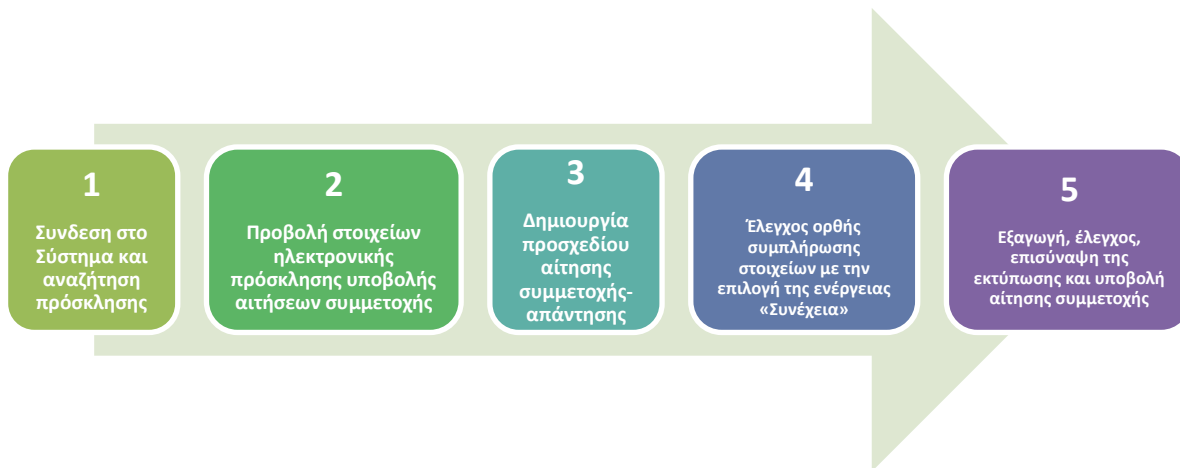 1
Συνδεση στο
Σύστημα και
αναζήτηση
πρόσκλησης
2
Προβολή στοιχείων
ηλεκτρονικής
πρόσκλησης υποβολής
αιτήσεων συμμετοχής
3
Δημιουργία
προσχεδίου
αίτησης
συμμετοχής-
απάντησης
4
Έλεγχος ορθής
συμπλήρωσης
στοιχείων με την
επιλογή της ενέργειας
«Συνέχεια»
5
Εξαγωγή, έλεγχος,
επισύναψη της
εκτύπωσης και υποβολή
αίτησης συμμετοχής